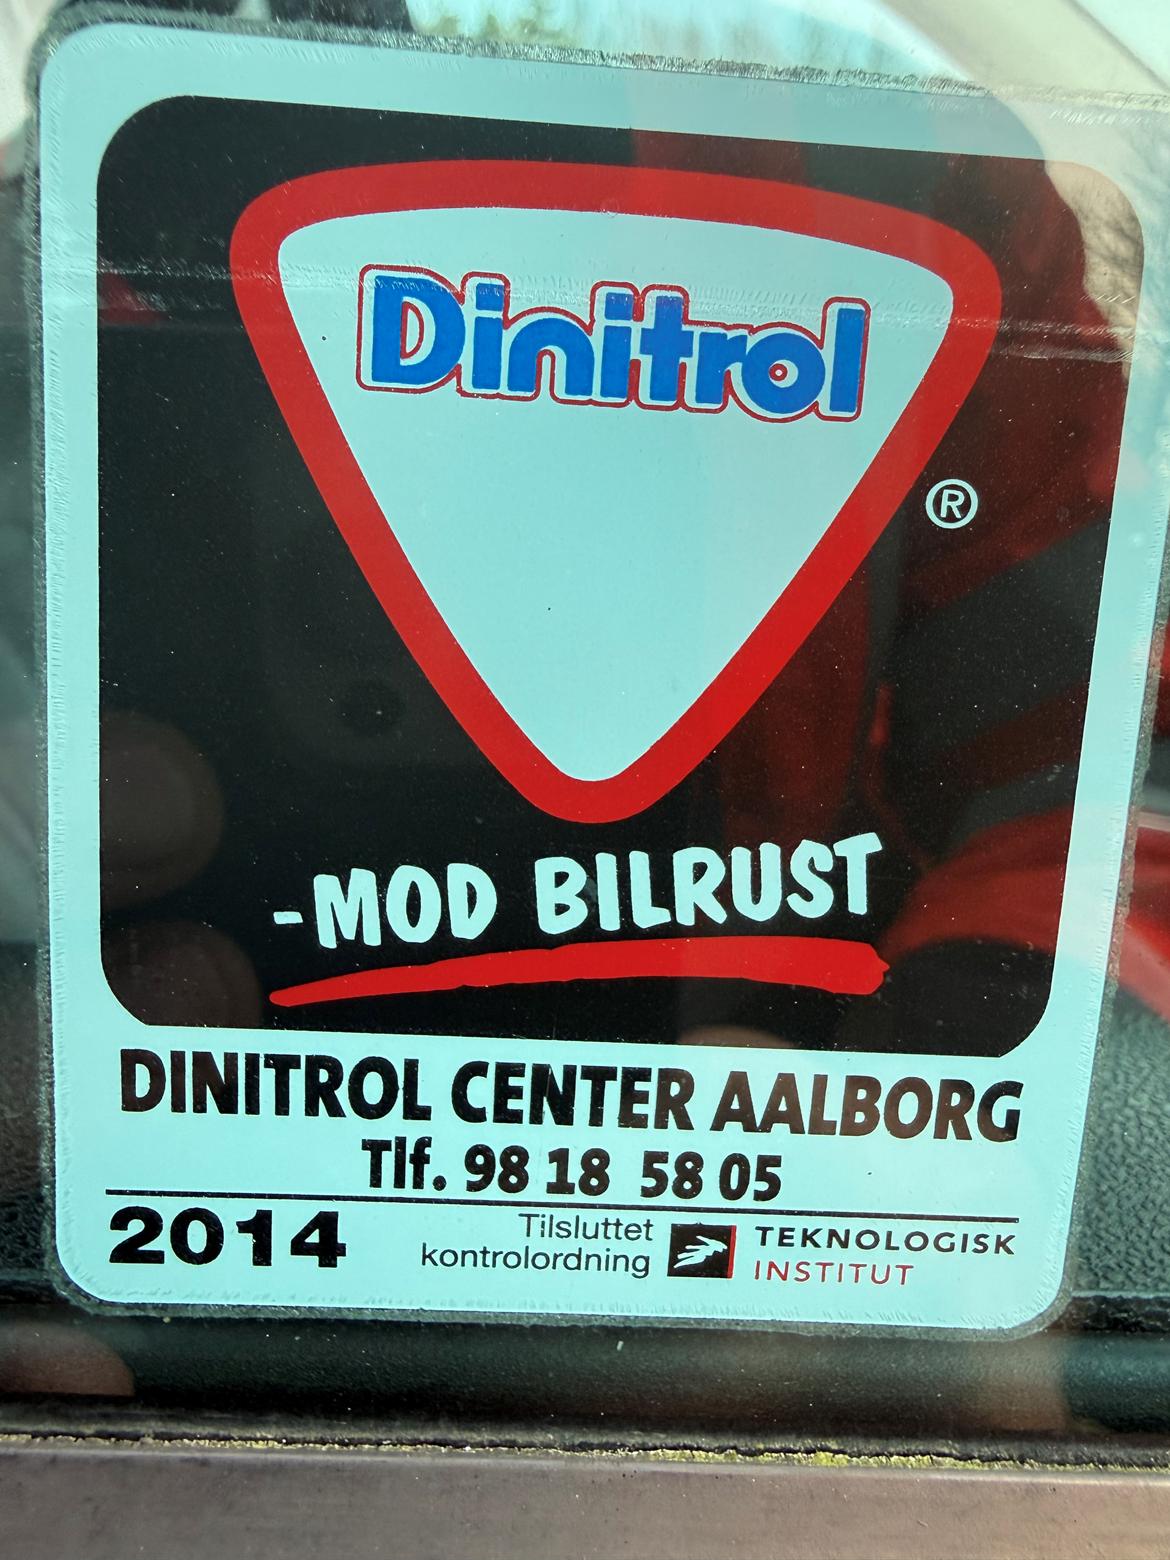 Dinitrol
®
-MOD BILRUST
DINITROL CENTER AALBORG
Tlf. 98 18 58 05
2014
Tilsluttet
kontrolordning
TEKNOLOGISK
INSTITUT